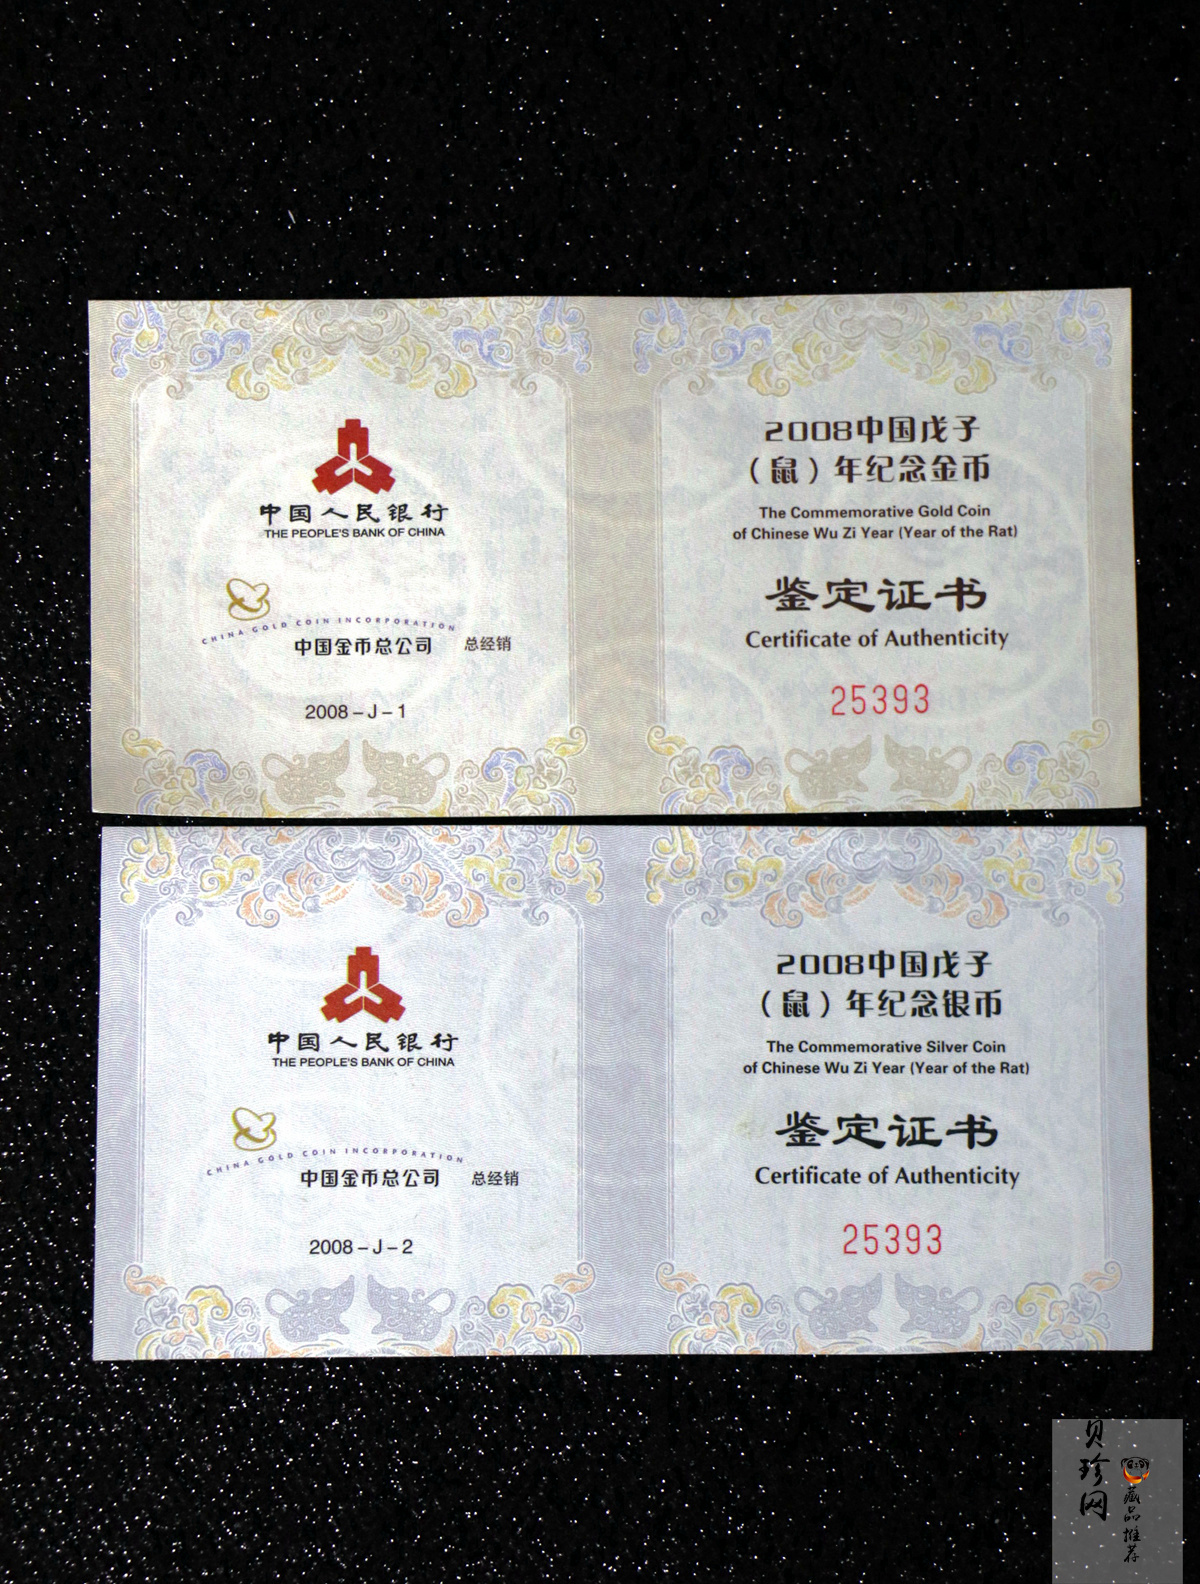 中国人民银行
THE PEOPLE'S BANK OF CHINA
CHINA GOLD COIN INCORPORATION
中国金币总公司 总经销
2008-J-1
2008中国戊子
（鼠）年纪念金币
The Commemorative Gold Coin
of Chinese Wu Zi Year (Year of the Rat)
鉴定证书
Certificate of Authenticity
25393
中国人民银行
THE PEOPLE'S BANK OF CHINA
CHINA GOLD COIN INCORPORATION
中国金币总公司 总经销
2008-J-2
2008中国戊子
（鼠）年纪念银币
The Commemorative Silver Coin
of Chinese Wu Zi Year (Year of the Rat)
鉴定证书
Certificate of Authenticity
25393
贝珍网
藏品推荐